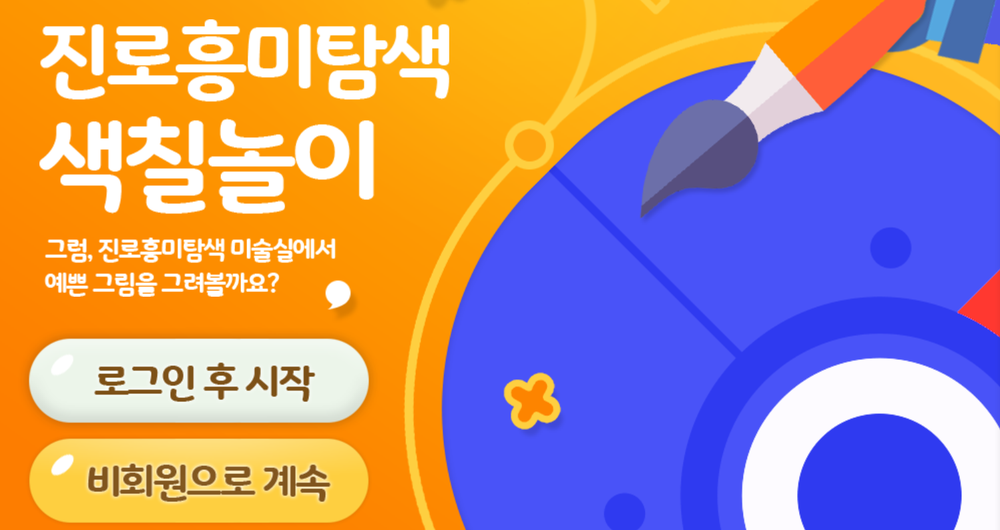 진로흥미탐색
색칠놀이
그럼, 진로흥미탐색 미술실에서
예쁜 그림을 그려볼까요?
로그인 후 시작
비회원으로 계속